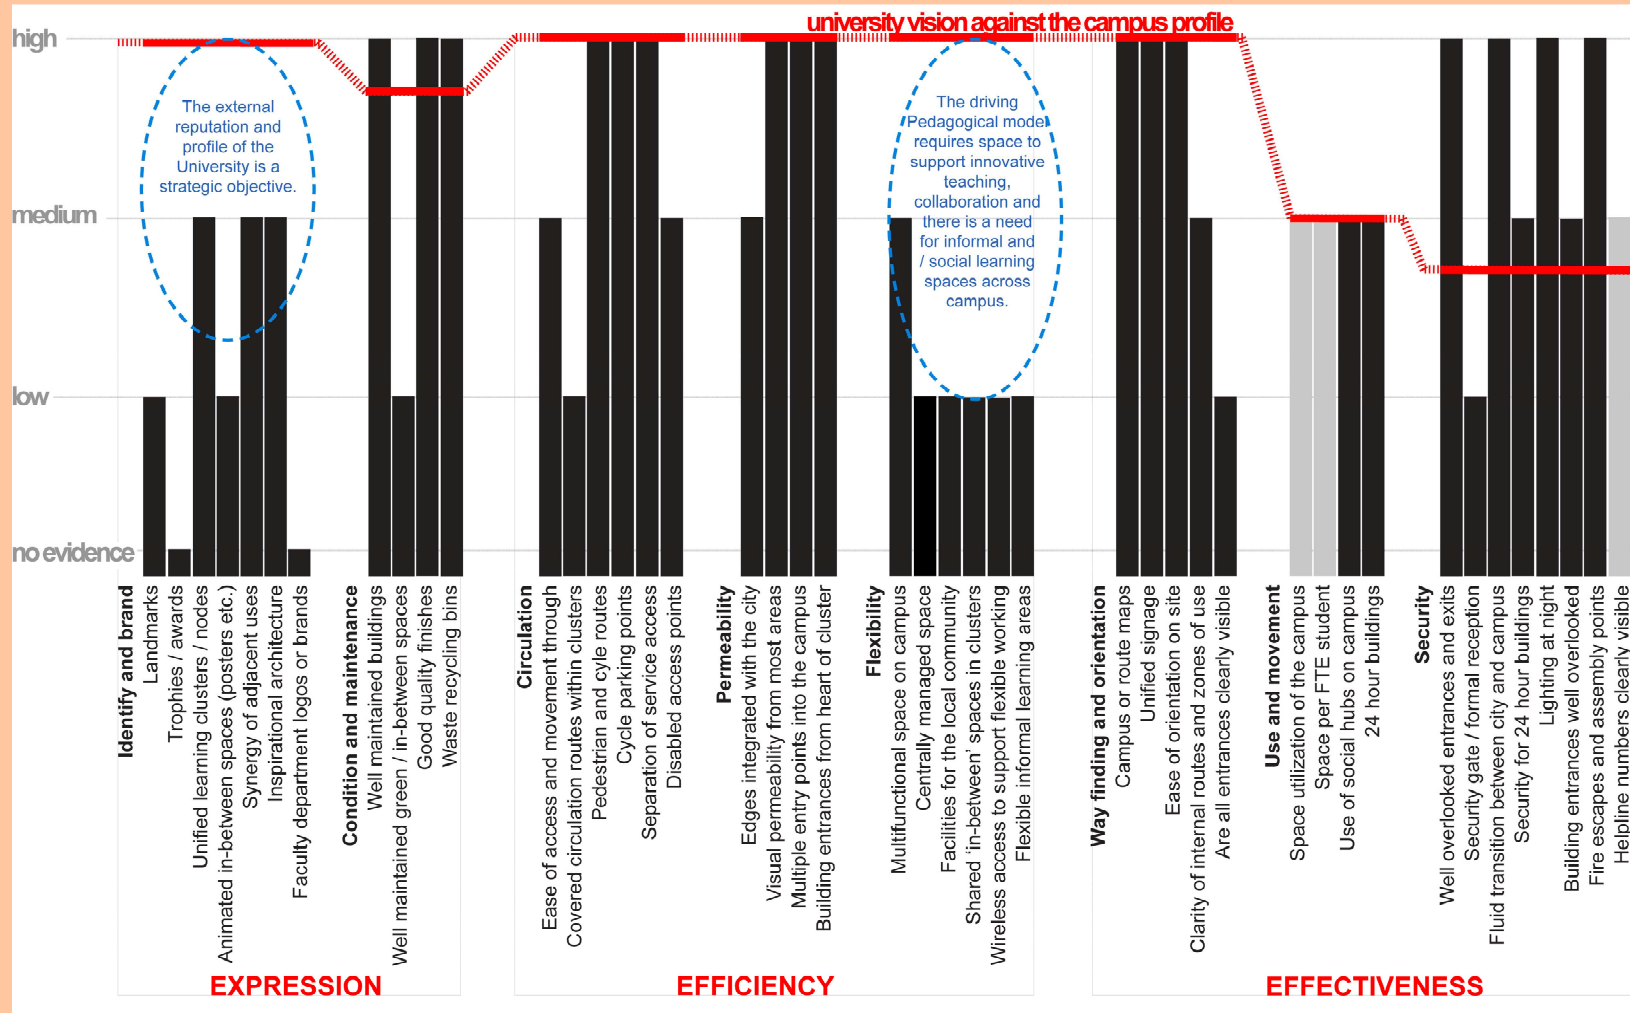 university vision against the campus profile
high
medium
low
no evidence
The external
reputation and
profile of the
University is a
strategic objective.
The driving
Pedagogical model
requires space to
support innovative
teaching,
collaboration and
there is a need
for informal and
/ social learning
spaces across
campus.
Identify and brand
Landmarks
Trophies / awards
Unified learning clusters / nodes
Animated in-between spaces (posters etc.)
Synergy of adjacent uses
Inspirational architecture
Faculty department logos or brands
Condition and maintenance
Well maintained buildings
Well maintained green / in-between spaces
Good quality finishes
Waste recycling bins
Circulation
Ease of access and movement through
Covered circulation routes within clusters
Pedestrian and cyle routes
Cycle parking points
Separation of service access
Disabled access points
Permeability
Edges integrated with the city
Visual permeability from most areas
Multiple entry points into the campus
Building entrances from heart of cluster
Flexibility
Multifunctional space on campus
Centrally managed space
Facilities for the local community
Shared 'in-between' spaces in clusters
Wireless access to support flexible working
Flexible informal learning areas
Way finding and orientation
Campus or route maps
Unified signage
Ease of orientation on site
Clarity of internal routes and zones of use
Are all entrances clearly visible
Use and movement
Space utilization of the campus
Space per FTE student
Use of social hubs on campus
24 hour buildings
Security
Well overlooked entrances and exits
Security gate / formal reception
Fluid transition between city and campus
Security for 24 hour buildings
Lighting at night
Building entrances well overlooked
Fire escapes and assembly points
Helpline numbers clearly visible
EXPRESSION
EFFICIENCY
EFFECTIVENESS